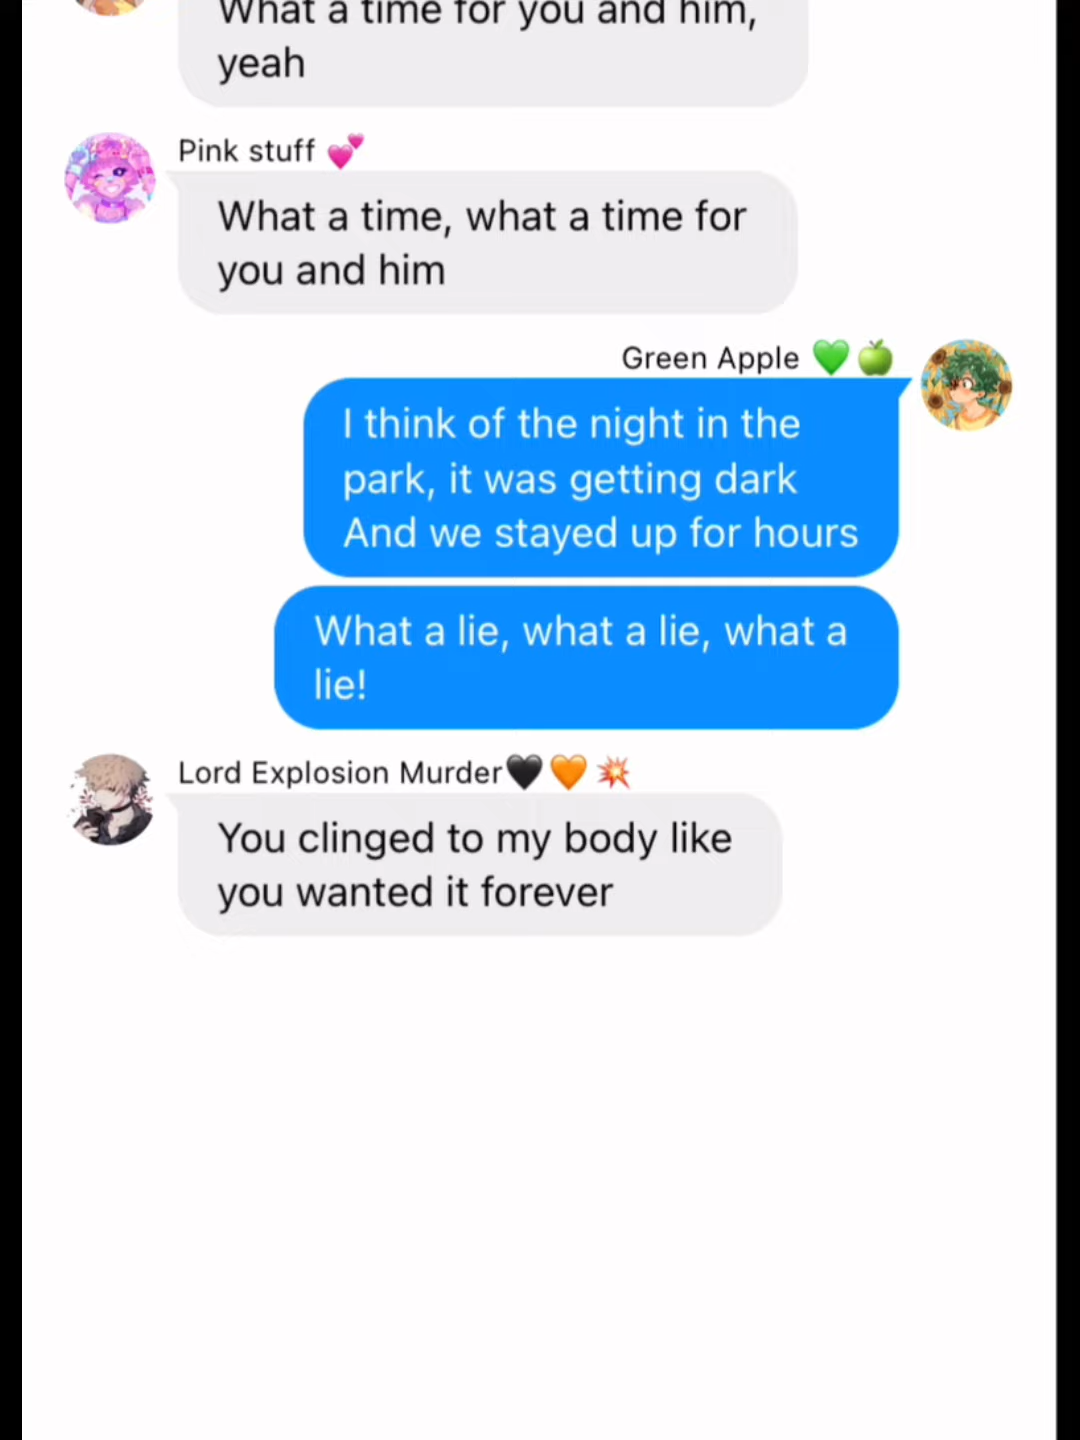 What a time for you and him,
yeah
Pink stuff 💕
What a time, what a time for
you and him
Green Apple 💚🍏
I think of the night in the
park, it was getting dark
And we stayed up for hours
What a lie, what a lie, what a
lie!
Lord Explosion Murder🖤🧡💥
You clinged to my body like
you wanted it forever